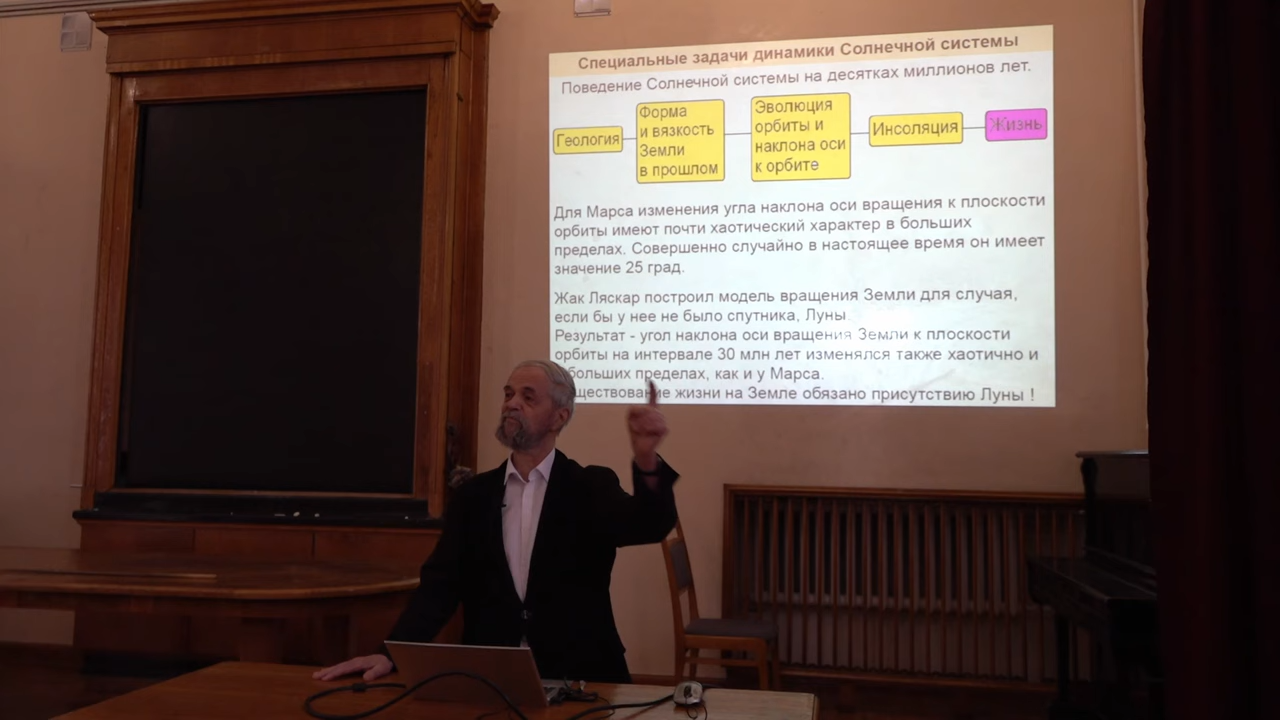 Специальные задачи динамики Солнечной системы
Поведение Солнечной системы на десятках миллионов лет.
Геология
Форма
и вязкость
Земли
в прошлом
Эволюция
орбиты и
наклона оси
к орбите
Инсоляция
Жизнь
Для Марса изменения угла наклона оси вращения к плоскости
орбиты имеют почти хаотический характер в больших
пределах. Совершенно случайно в настоящее время он имеет
значение 25 град.
Жак Ляскар построил модель вращения Земли для случая,
если бы у нее не было спутника, Луны.
Результат - угол наклона оси вращения Земли к плоскости
орбиты на интервале 30 млн лет изменялся также хаотично и
больших пределах, как и у Марса.
жизни на Земле обязано присутствию Луны !